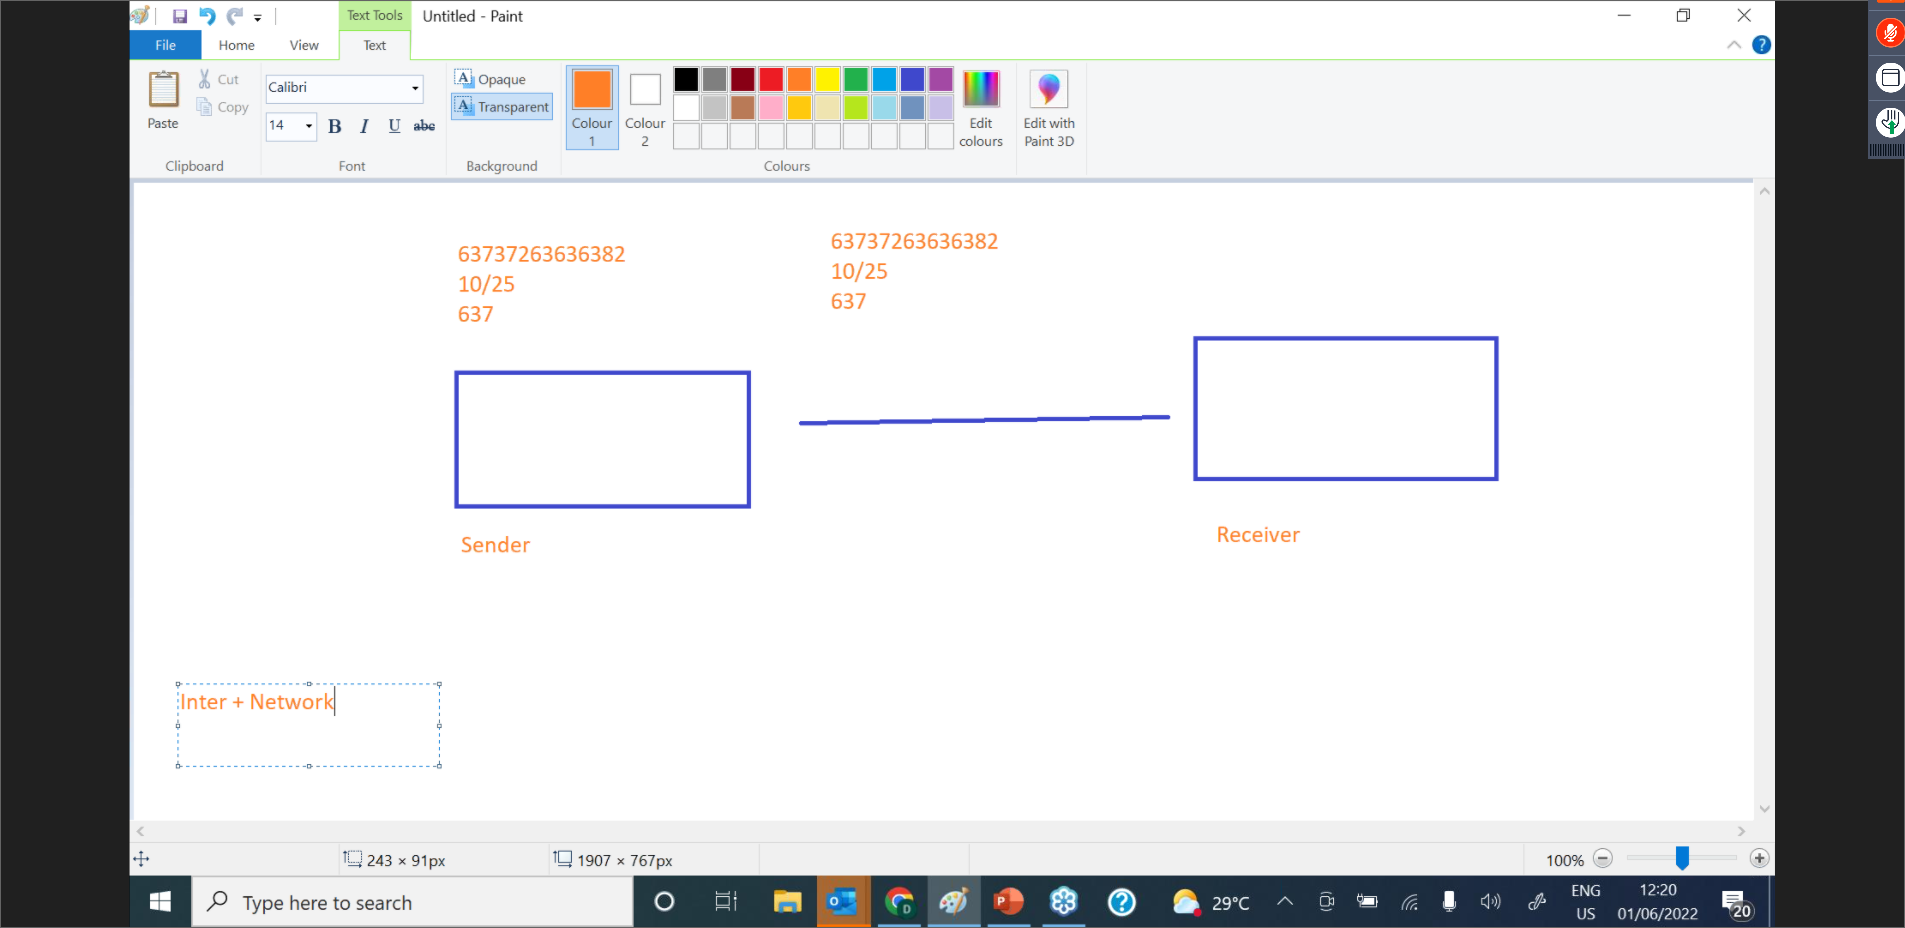 Text Tools
Untitled - Paint
File
Home
View
Text
Paste
Cut
Copy
Clipboard
Calibri
14
B I U abc
Font
A Opaque
A Transparent
Background
Colour
1
Colour
2
Colours
Edit
colours
Edit with
Paint 3D
?
63737263636382
10/25
637
63737263636382
10/25
637
Sender
Receiver
Inter + Network
243 × 91px
1907 × 767px
100%
Type here to search
29°C
ENG
US
12:20
01/06/2022
20